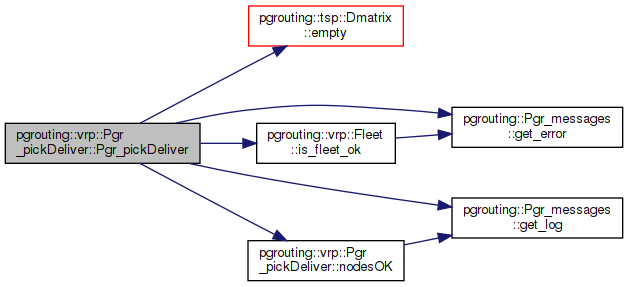 pgrouting::tsp::Dmatrix
::empty
pgrouting::vrp::Pgr
_pickDeliver::Pgr_pickDeliver
pgrouting::vrp::Fleet
::is_fleet_ok
pgrouting::Pgr_messages
::get_error
pgrouting::Pgr_messages
::get_log
pgrouting::vrp::Pgr
_pickDeliver::nodesOK